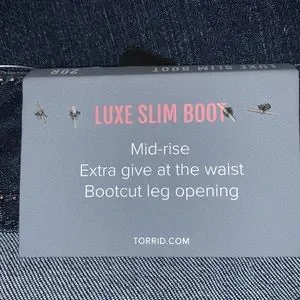 LUXE SLIM BOOT
20R
LUXE SLIM BOOT
Mid-rise
Extra give at the waist
Bootcut leg opening
TORRID.COM